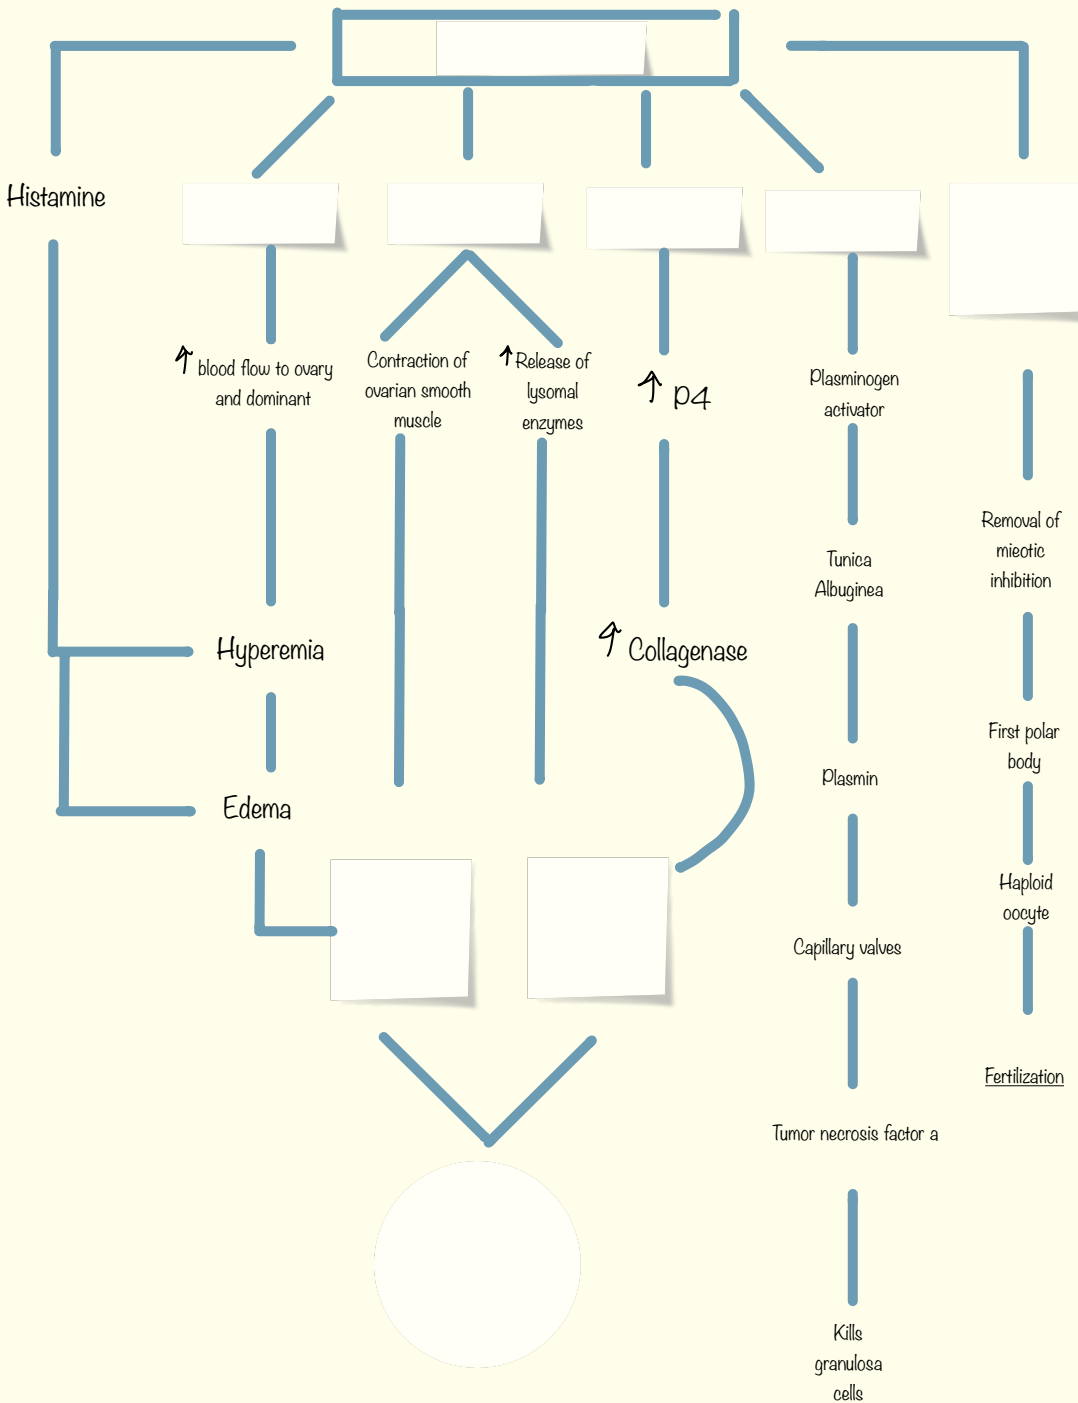 Histamine
↑ blood flow to ovary
and dominant
Contraction of
ovarian smooth
muscle
↑ Release of
lysomal
enzymes
↑ P4
Plasminogen
activator
Removal of
mieotic
inhibition
Tunica
Albuginea
Hyperemia
↑ Collagenase
First polar
body
Plasmin
Edema
Haploid
oocyte
Capillary valves
Fertilization
Tumor necrosis factor a
Kills
granulosa
cells